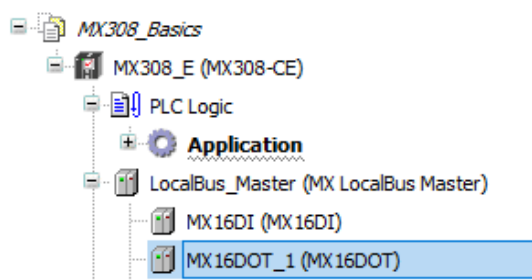 MX308_Basics
MX308_E (MX308-CE)
PLC Logic
Application
LocalBus_Master (MX LocalBus Master)
MX16DI (MX16DI)
MX16DOT_1 (MX16DOT)